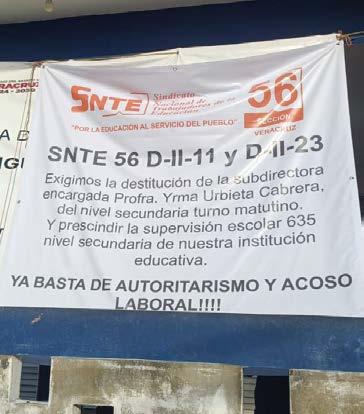 SNTE
Sindicato
Nacional de
Trabajadores de la
Educación
56
SECCIÓN
VERACRUZ
"POR LA EDUCACIÓN AL SERVICIO DEL PUEBLO"
SNTE 56 D-II-11 y D-II-23
Exigimos la destitución de la subdirectora
encargada Profra. Yrma Urbieta Cabrera,
del nivel secundaria turno matutino.
Y prescindir la supervisión escolar 635
nivel secundaria de nuestra institución
educativa.
YA BASTA DE AUTORITARISMO Y ACOSO
LABORAL!!!!